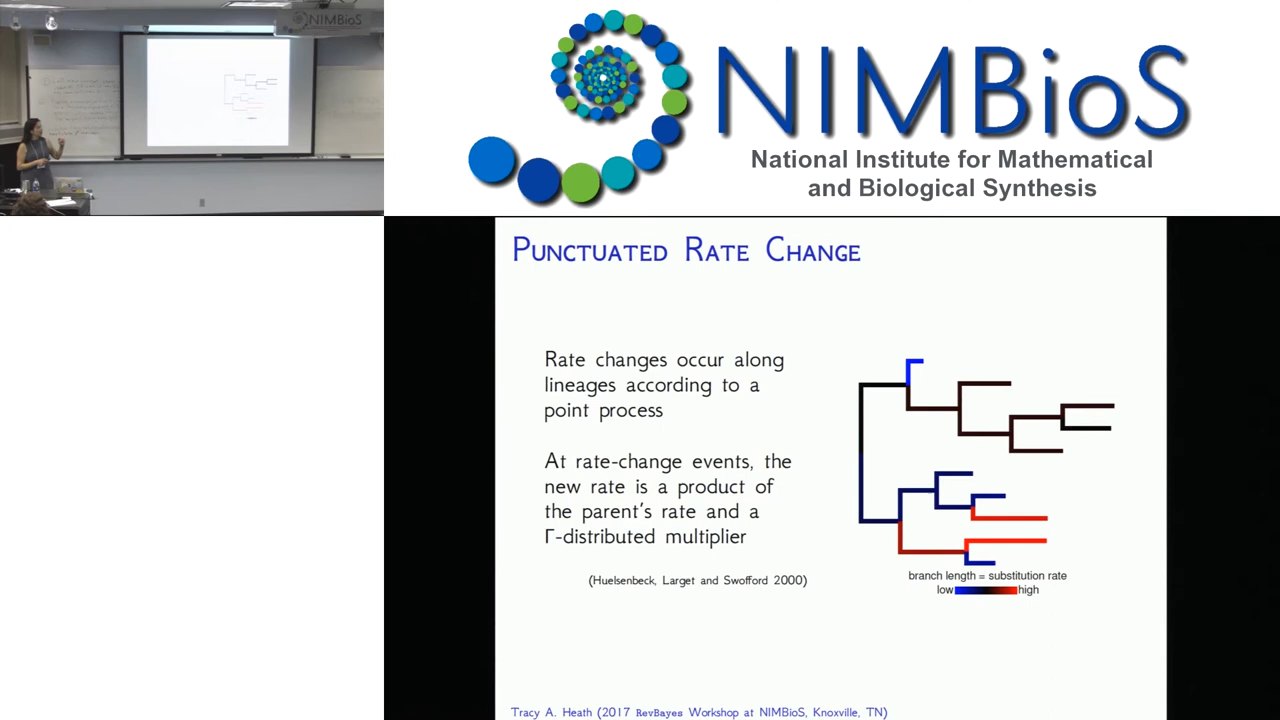 NIMBioS
NIMBioS
National Institute for Mathematical
and Biological Synthesis
Punctuated Rate Change
Rate changes occur along
lineages according to a
point process
At rate-change events, the
new rate is a product of
the parent's rate and a
Γ-distributed multiplier
(Huelsenbeck, Larget and Swofford 2000)
branch length = substitution rate
low high
Tracy A. Heath (2017 RevBayes Workshop at NIMBioS, Knoxville, TN)